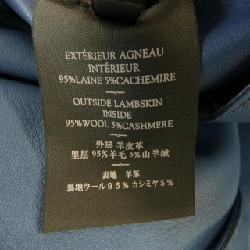 EXTÉRIEUR AGNEAU
INTÉRIEUR
95%LAINE 5%CACHEMIRE
OUTSIDE LAMBSKIN
INSIDE
95%WOOL 5%CASHMERE
外层 羊皮革
里层 95%羊毛 5%山羊绒
表地 羊革
裏地ウール95% カシミヤ5%